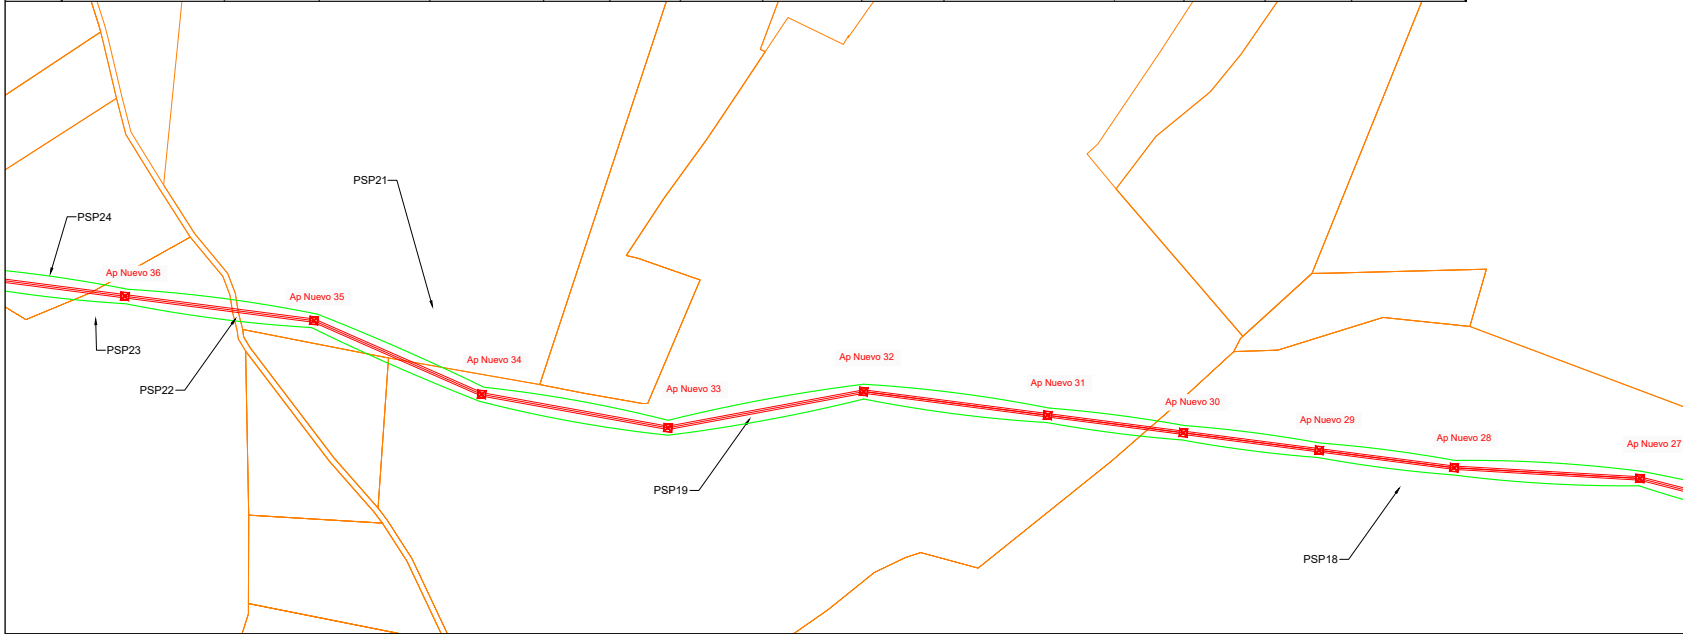 PSP21
PSP24
Ap Nuevo 36
Ap Nuevo 35
PSP23
PSP22
Ap Nuevo 34
Ap Nuevo 33
Ap Nuevo 32
Ap Nuevo 31
Ap Nuevo 30
Ap Nuevo 29
Ap Nuevo 28
Ap Nuevo 27
PSP19
PSP18